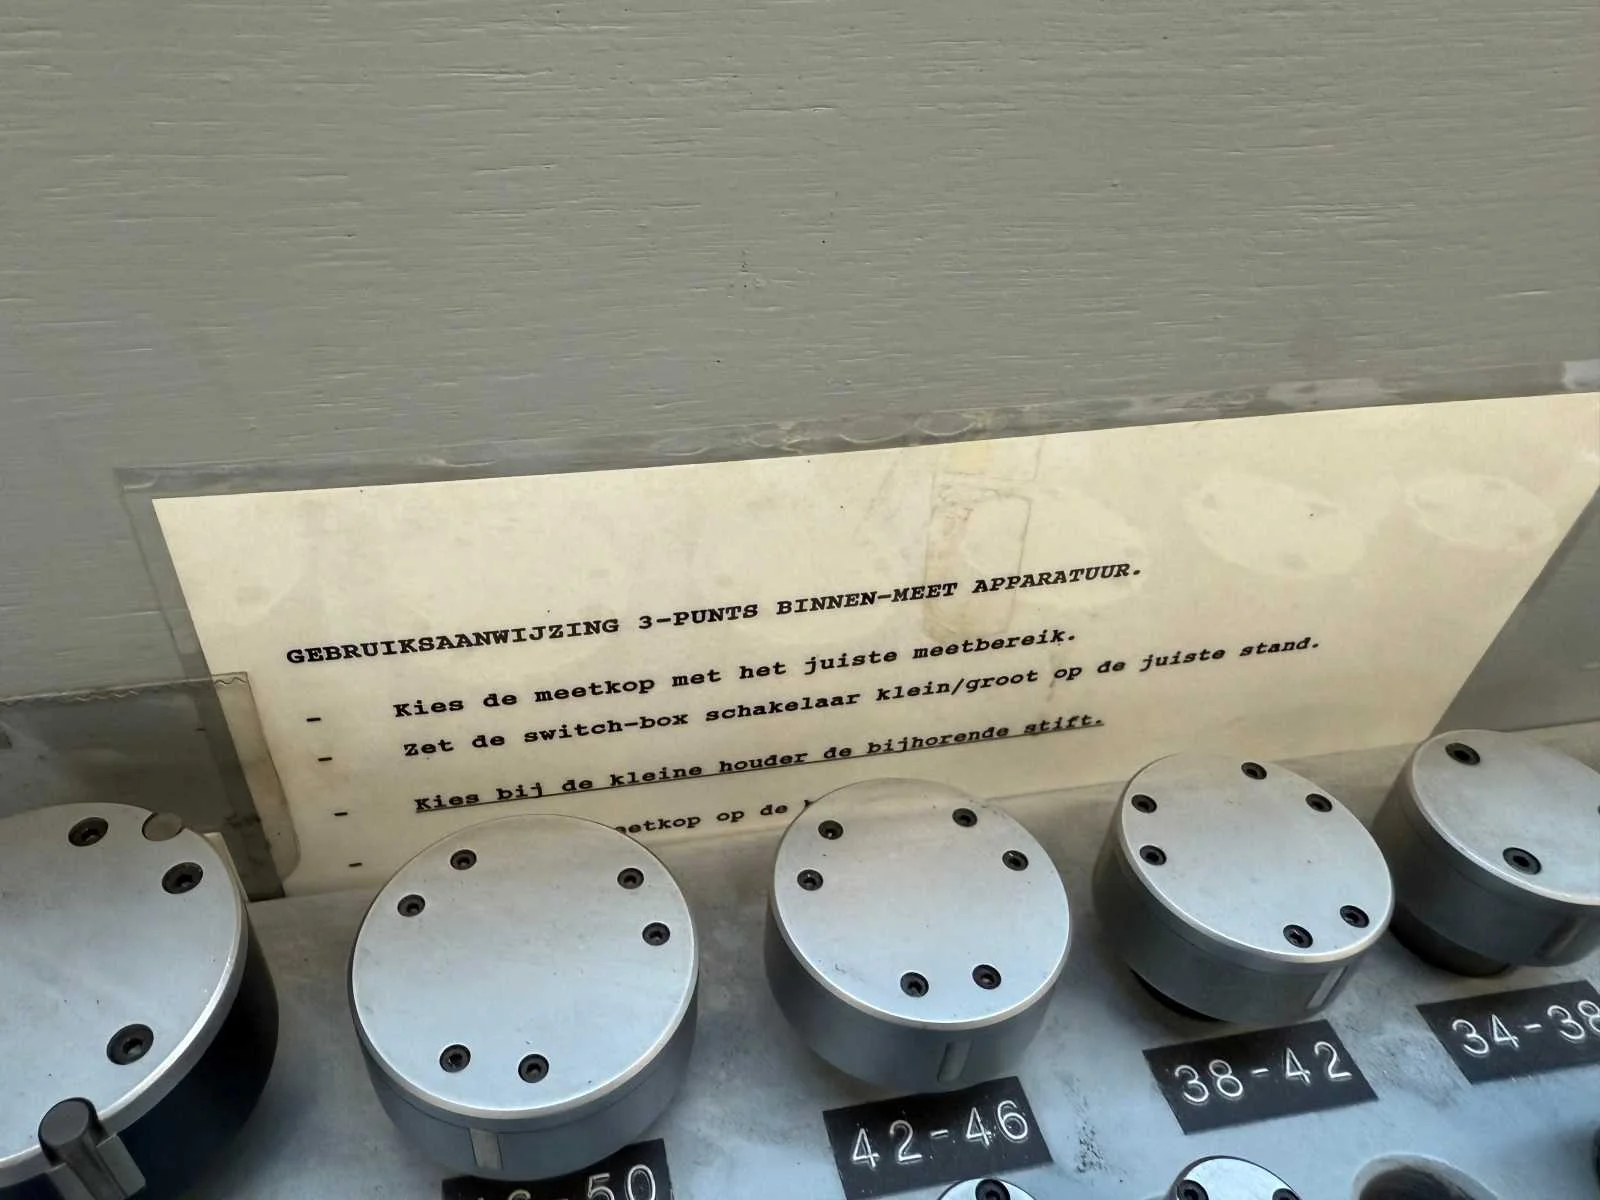 GEBRUIKSAANWIJZING 3-PUNTS BINNEN-MEET APPARATUUR.
- Kies de meetkop met het juiste meetbereik.
- Zet de switch-box schakelaar klein/groot op de juiste stand.
- Kies bij de kleine houder de bijhorende stift.
- op de
34-38
38-42
42-46
50